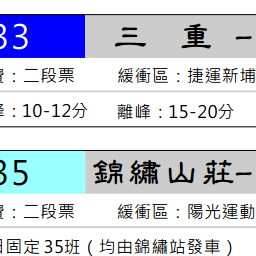 33 三重-
費：二段票 緩衝區：捷運新埔
峰：10-12分 離峰：15-20分
35 錦繡山莊-
費：二段票 緩衝區：陽光運動
日固定35班（均由錦繡站發車）